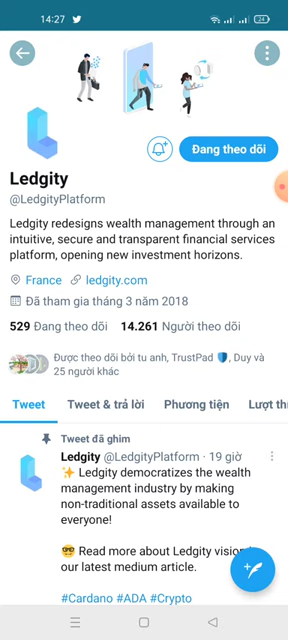 14:27
24
Đang theo dõi
Ledgity
@LedgityPlatform
Ledgity redesigns wealth management through an
intuitive, secure and transparent financial services
platform, opening new investment horizons.
France ledgity.com
Đã tham gia tháng 3 năm 2018
529 Đang theo dõi 14.261 Người theo dõi
Được theo dõi bởi tu anh, TrustPad 🛡, Duy và
25 người khác
Tweet Tweet & trả lời Phương tiện Lượt th
Tweet đã ghim
Ledgity @LedgityPlatform · 19 giờ
✨ Ledgity democratizes the wealth
management industry by making
non-traditional assets available to
everyone!
🤓 Read more about Ledgity vision
our latest medium article.
#Cardano #ADA #Crypto